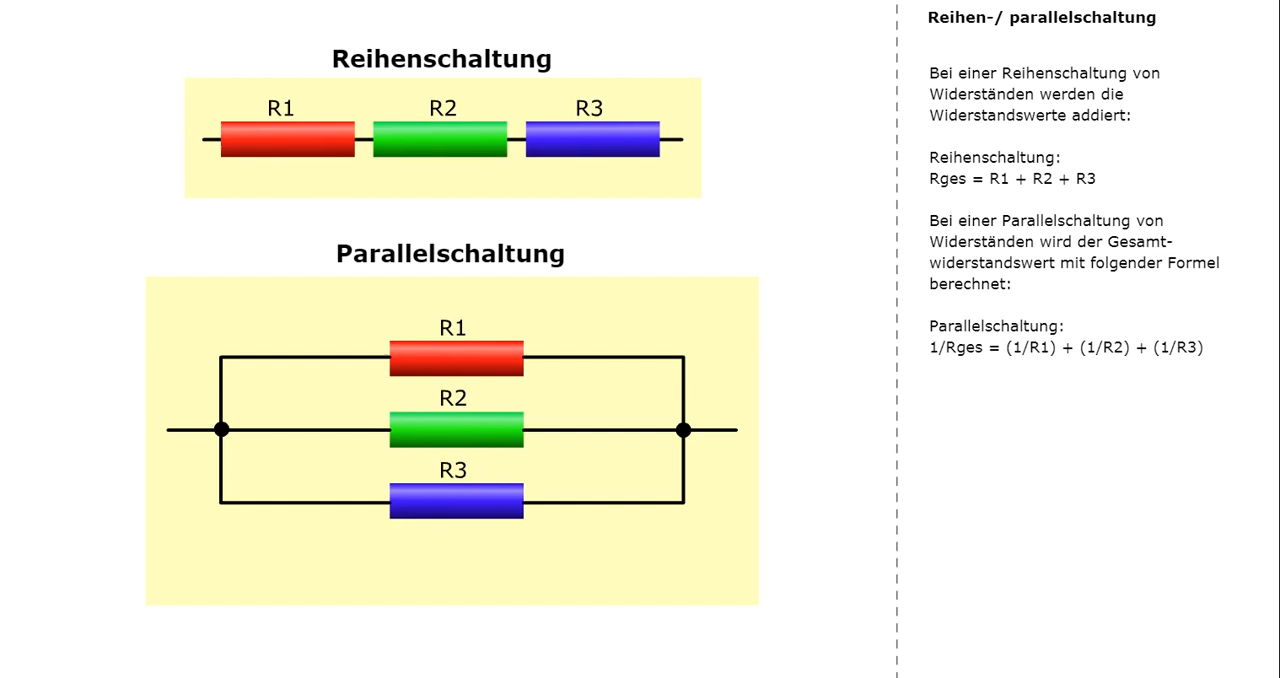 Reihenschaltung
R1
R2
R3
Parallelschaltung
R1
R2
R3
Reihen-/ parallelschaltung
Bei einer Reihenschaltung von
Widerständen werden die
Widerstandswerte addiert:
Reihenschaltung:
Rges = R1 + R2 + R3
Bei einer Parallelschaltung von
Widerständen wird der Gesamt-
widerstandswert mit folgender Formel
berechnet:
Parallelschaltung:
1/Rges = (1/R1) + (1/R2) + (1/R3)